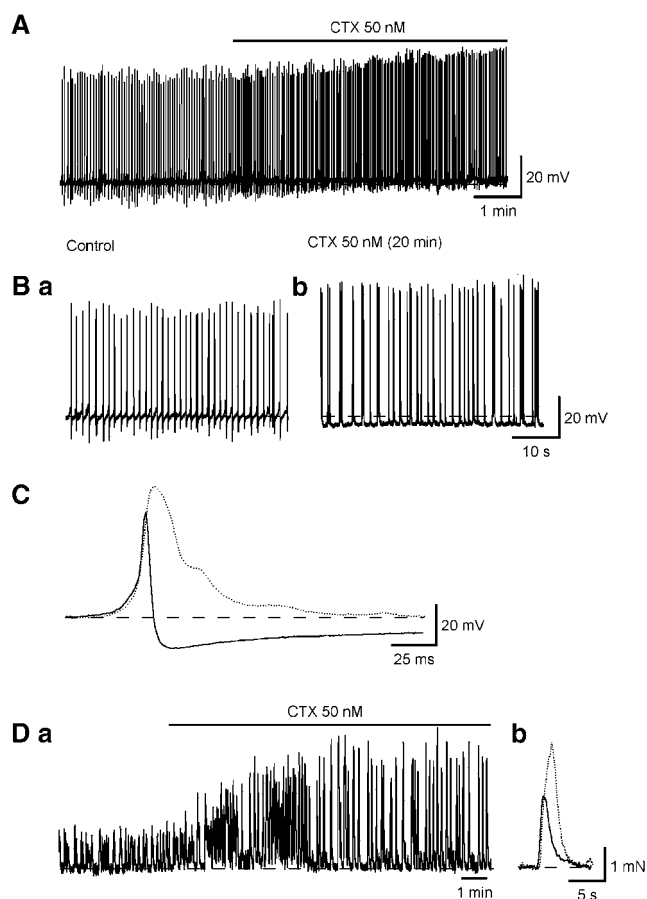 A
CTX 50 nM
20 mV
1 min
Control
CTX 50 nM (20 min)
B a
b
20 mV
10 s
C
20 mV
25 ms
CTX 50 nM
D a
b
1 min
1 mN
5 s